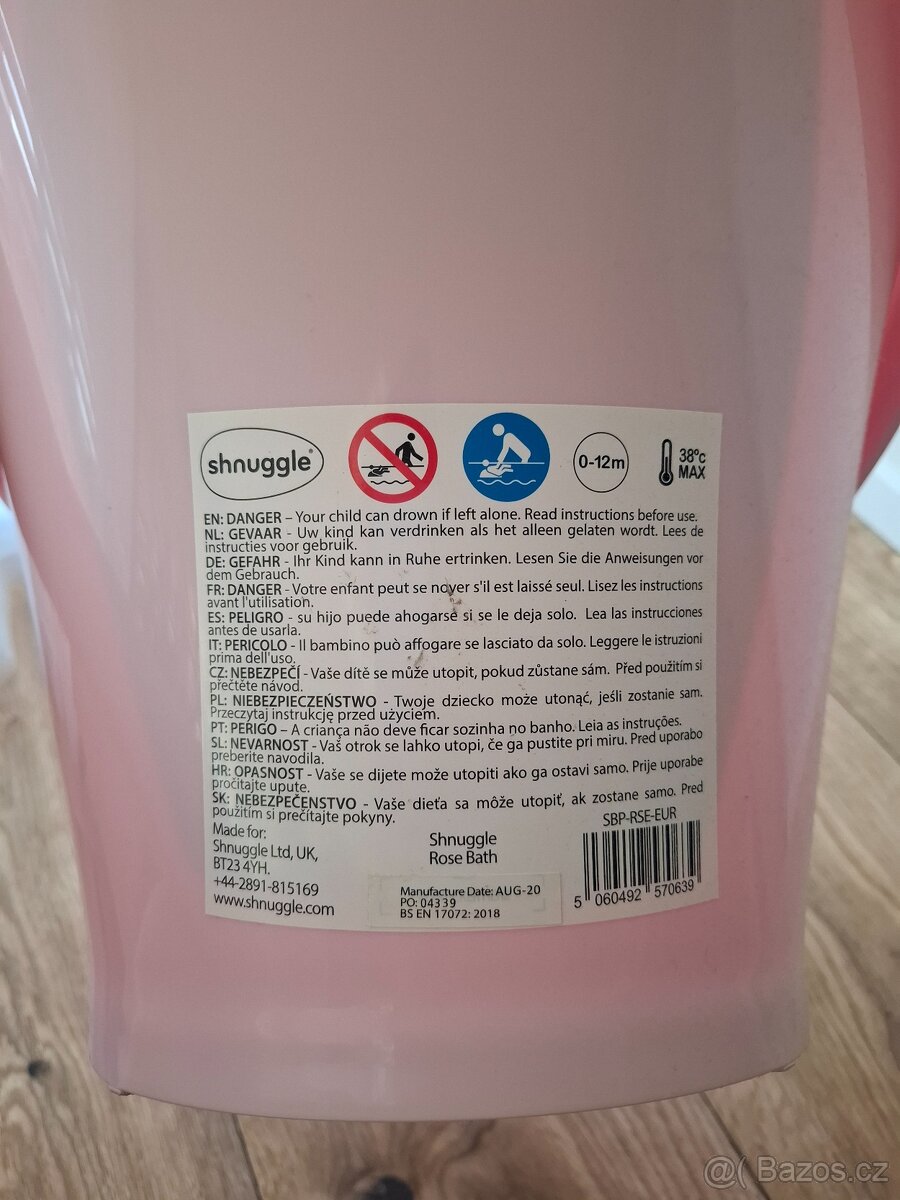 shnuggle®
0-12m
38°c
MAX
EN: DANGER – Your child can drown if left alone. Read instructions before use.
NL: GEVAAR - Uw kind kan verdrinken als het alleen gelaten wordt. Lees de
instructies voor gebruik.
DE: GEFAHR - Ihr Kind kann in Ruhe ertrinken. Lesen Sie die Anweisungen vor
dem Gebrauch.
FR: DANGER - Votre enfant peut se noyer s'il est laissé seul. Lisez les instructions
avant l'utilisation.
ES: PELIGRO - su hijo puede ahogarse si se le deja solo. Lea las instrucciones
antes de usarla.
IT: PERICOLO - Il bambino può affogare se lasciato da solo. Leggere le istruzioni
prima dell'uso.
CZ: NEBEZPEČÍ - Vaše dítě se může utopit, pokud zůstane sám. Před použitím si
přečtěte návod.
PL: NIEBEZPIECZEŃSTWO - Twoje dziecko może utonąć, jeśli zostanie sam.
Przeczytaj instrukcję przed użyciem.
PT: PERIGO – A criança não deve ficar sozinha no banho. Leia as instruções.
SL: NEVARNOST - Vaš otrok se lahko utopi, če ga pustite pri miru. Pred uporabo
preberite navodila.
HR: OPASNOST - Vaše se dijete može utopiti ako ga ostavi samo. Prije uporabe
pročitajte upute.
SK: NEBEZPEČENSTVO - Vaše dieťa sa môže utopiť, ak zostane samo. Pred
použitím si prečítajte pokyny.
Made for:
Shnuggle Ltd, UK,
BT23 4YH.
+44-2891-815169
www.shnuggle.com
Shnuggle
Rose Bath
Manufacture Date: AUG-20
PO: 04339
BS EN 17072: 2018
SBP-RSE-EUR
5 060492 570639
@( Bazos.cz